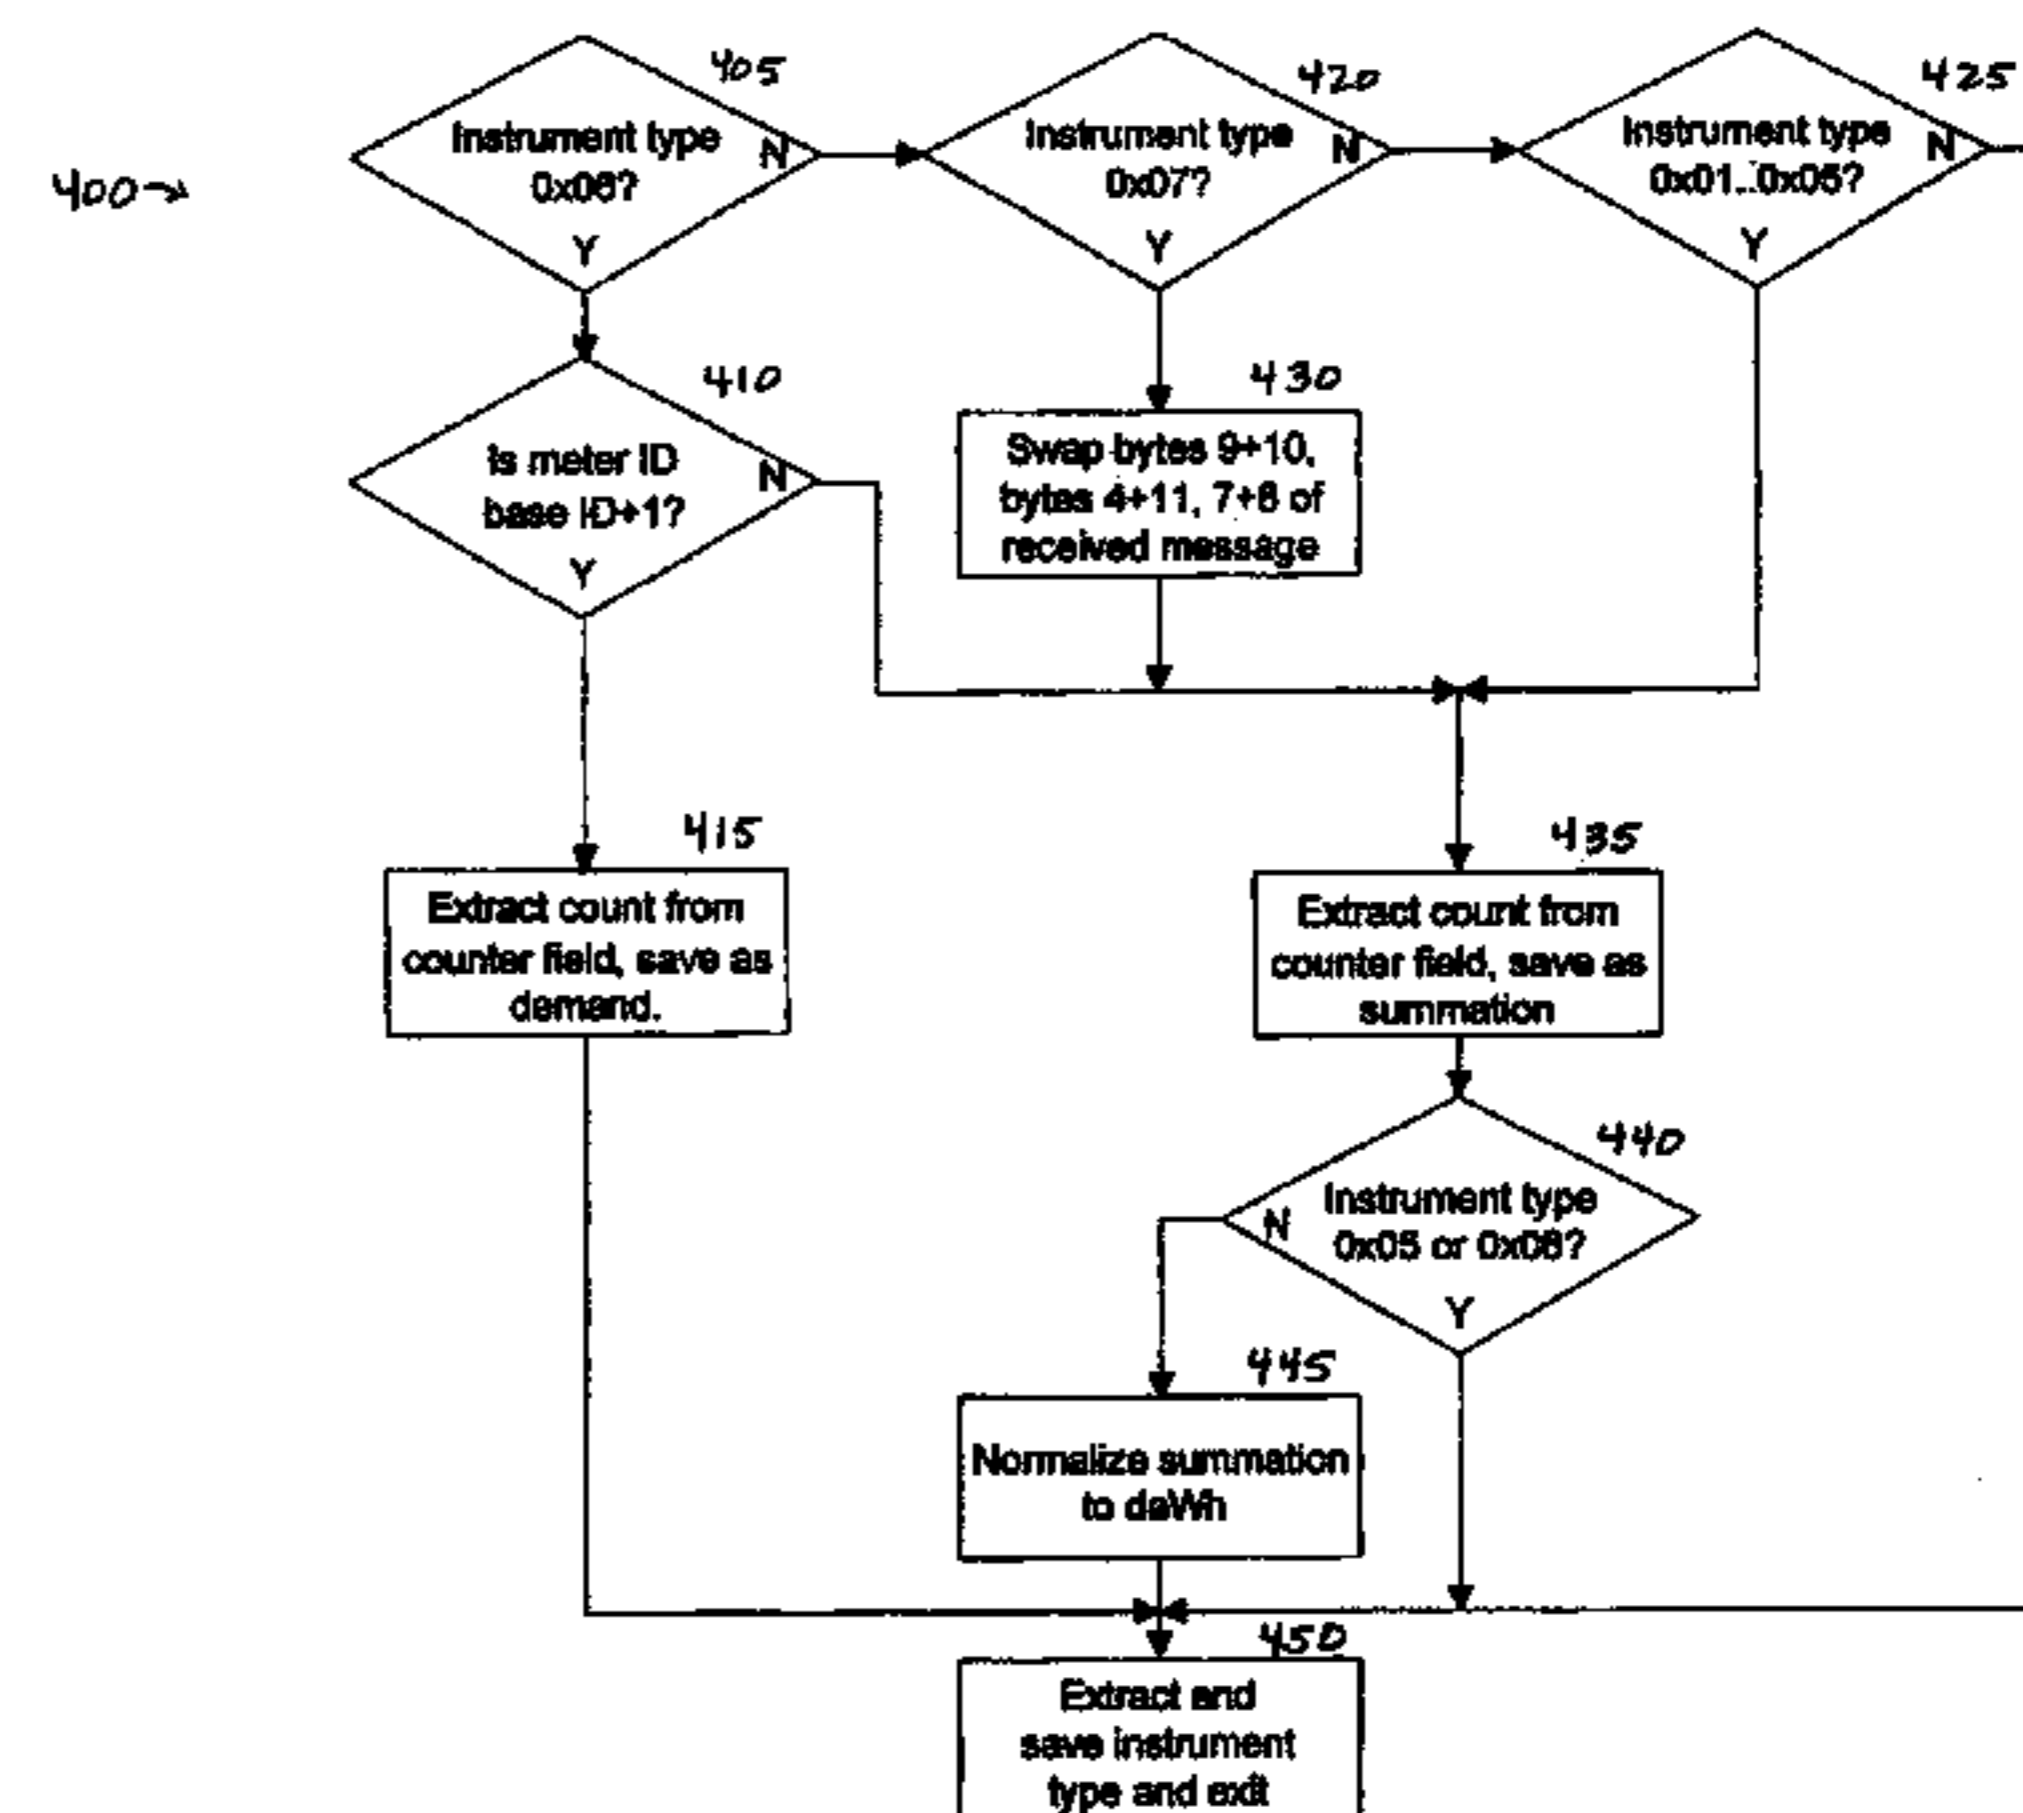 405
420
425
400
Instrument type
0x06?
N
Y
Instrument type
0x07?
N
Y
Instrument type
0x01..0x05?
N
Y
410
Is meter ID
base ID+1?
N
Y
430
Swap bytes 9+10,
bytes 4+11, 7+8 of
received message
415
Extract count from
counter field, save as
demand.
435
Extract count from
counter field, save as
summation
440
Instrument type
0x05 or 0x06?
N
Y
445
Normalize summation
to daWh
450
Extract and
save instrument
type and exit